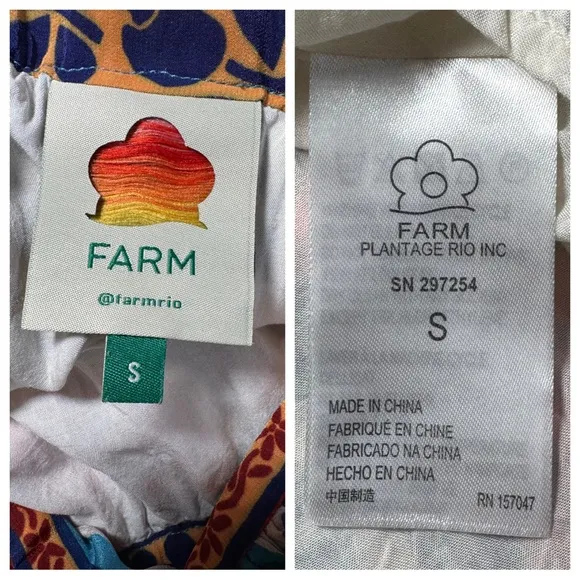 FARM
@farmrio
S
FARM
PLANTAGE RIO INC
SN 297254
S
MADE IN CHINA
FABRIQUÉ EN CHINE
FABRICADO NA CHINA
HECHO EN CHINA
中国制造
RN 157047